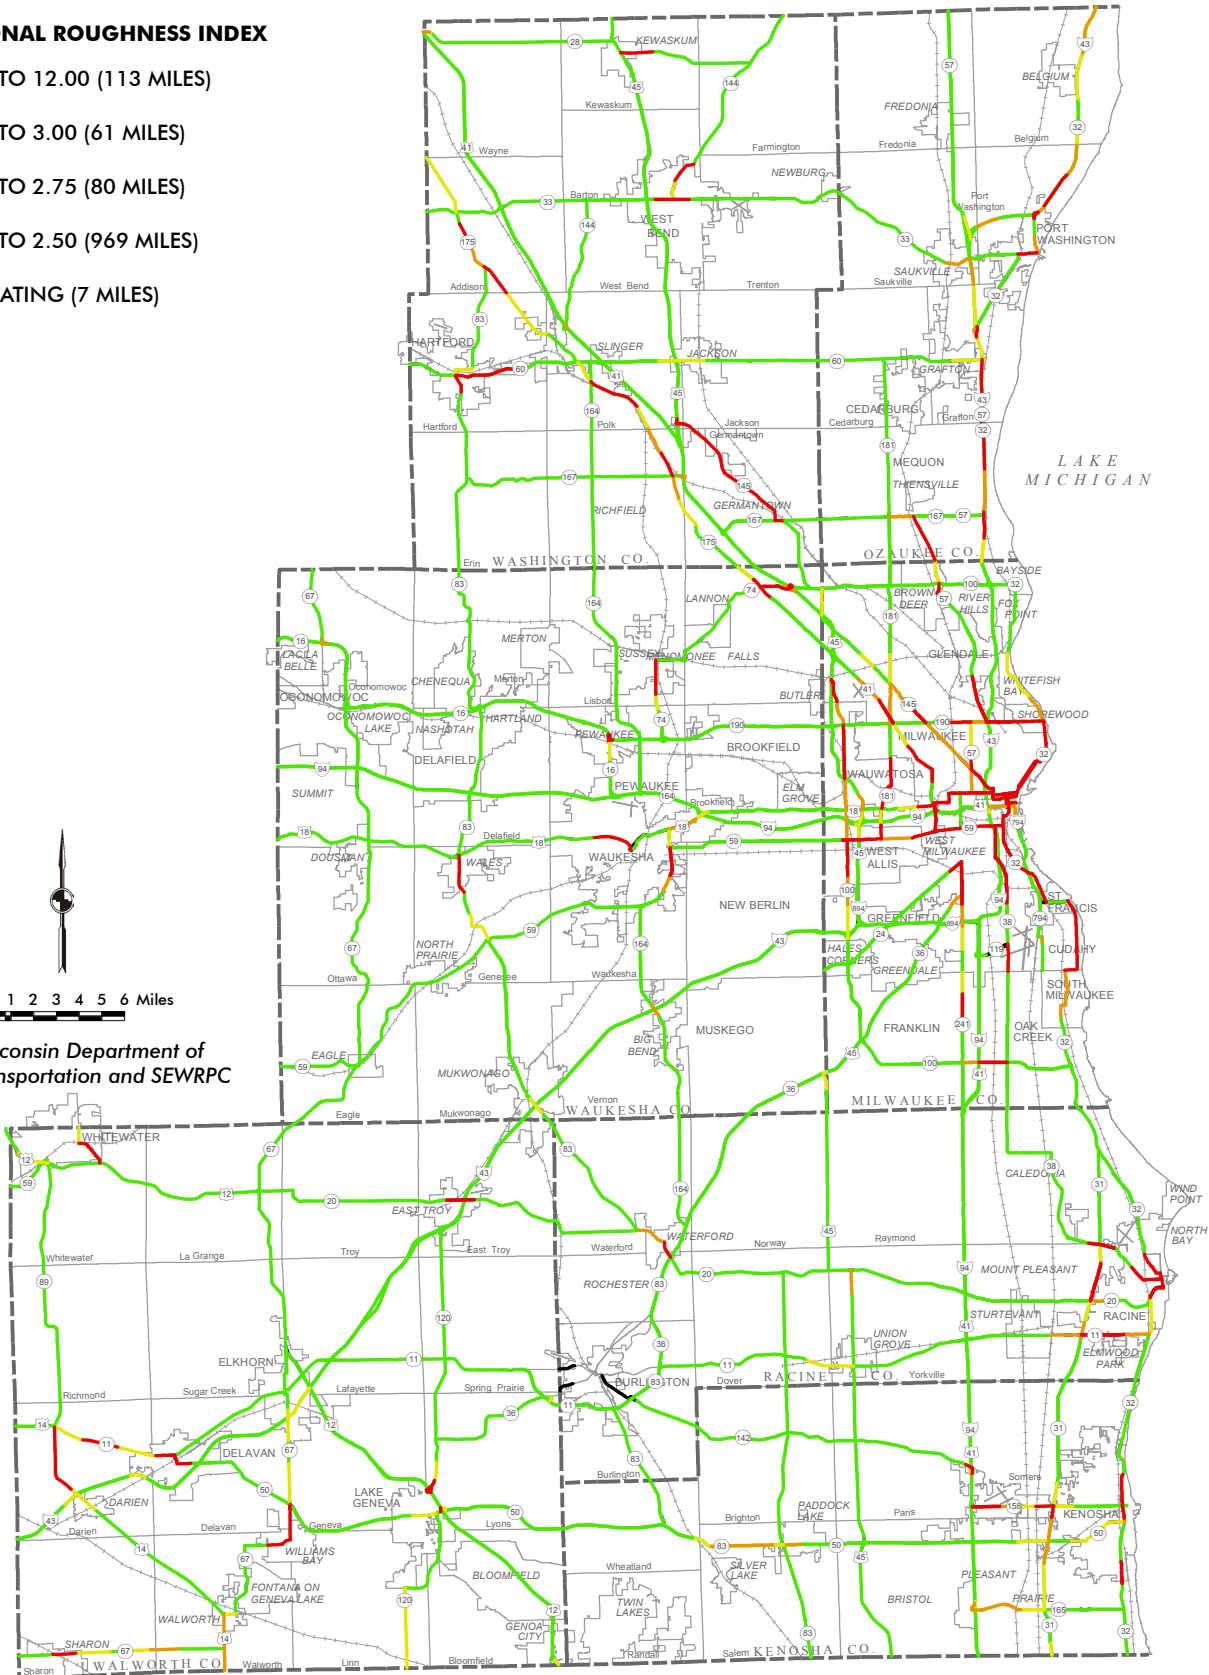 ONAL ROUGHNESS INDEX
TO 12.00 (113 MILES)
TO 3.00 (61 MILES)
TO 2.75 (80 MILES)
TO 2.50 (969 MILES)
ATING (7 MILES)
KEWASKUM
Kewaskum
BELGIUM
FREDONIA
Wayne
Farmington
Fredonia
Belgium
NEWBURG
Barton
WEST
BEND
Port
Washington
PORT
WASHINGTON
SAUKVILLE
Saukville
Addison
West Bend
Trenton
HARTFORD
SLINGER
JACKSON
GRAFTON
CEDARBURG
Cedarburg
Grafton
Hartford
Polk
Jackson
Germantown
MEQUON
THIENSVILLE
LAKE
MICHIGAN
RICHFIELD
GERMANTOWN
Erin
WASHINGTON CO.
OZAUKEE CO.
BAYSIDE
LANNON
BROWN
DEER
RIVER
HILLS
FOX
POINT
MERTON
SUSSEX
MENOMONEE FALLS
GLENDALE
LAC LA
BELLE
OCONOMOWOC
Oconomowoc
CHENEQUA
Merton
Lisbon
BUTLER
WHITEFISH
BAY
SHOREWOOD
OCONOMOWOC
LAKE
NASHOTAH
HARTLAND
PEWAUKEE
BROOKFIELD
MILWAUKEE
DELAFIELD
SUMMIT
PEWAUKEE
Brookfield
ELM
GROVE
WAUWATOSA
Delafield
DOUSMAN
WALES
WAUKESHA
WEST
ALLIS
WEST
MILWAUKEE
NEW BERLIN
GREENFIELD
ST.
FRANCIS
CUDAHY
NORTH
PRAIRIE
HALES
CORNERS
GREENDALE
Ottawa
Genesee
Waukesha
SOUTH
MILWAUKEE
1 2 3 4 5 6 Miles
consin Department of
nsportation and SEWRPC
MUSKEGO
BIG
BEND
FRANKLIN
OAK
CREEK
EAGLE
MUKWONAGO
Vernon
Eagle
Mukwonago
WAUKESHA CO.
MILWAUKEE CO.
WHITEWATER
CALEDONIA
WIND
POINT
NORTH
BAY
EAST TROY
Whitewater
La Grange
Troy
East Troy
WATERFORD
Waterford
Norway
Raymond
ROCHESTER
MOUNT PLEASANT
STURTEVANT
RACINE
UNION
GROVE
ELMWOOD
PARK
ELKHORN
BURLINGTON
Dover
RACINE CO.
Yorkville
Richmond
Sugar Creek
Lafayette
Spring Prairie
DELAVAN
Burlington
DARIEN
LAKE
GENEVA
Somers
Darien
Delavan
Geneva
Lyons
Brighton
PADDOCK
LAKE
Paris
KENOSHA
WILLIAMS
BAY
FONTANA ON
GENEVA LAKE
BLOOMFIELD
Wheatland
SILVER
LAKE
TWIN
LAKES
BRISTOL
PLEASANT
PRAIRIE
WALWORTH
SHARON
GENOA
CITY
Sharon
WALWORTH CO.
Walworth
Linn
Bloomfield
Randall
Salem
KENOSHA CO.